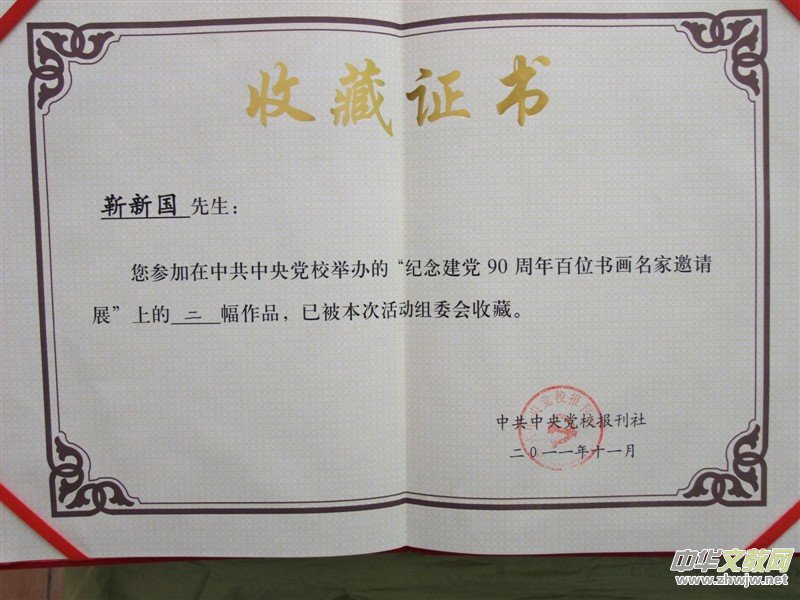 收藏证书
靳新国 先生：
您参加在中共中央党校举办的“纪念建党90周年百位书画名家邀请
展”上的 二 幅作品，已被本次活动组委会收藏。
中共中央党校报刊社
二〇一一年十一月
中华文教网
www.zhwjw.net